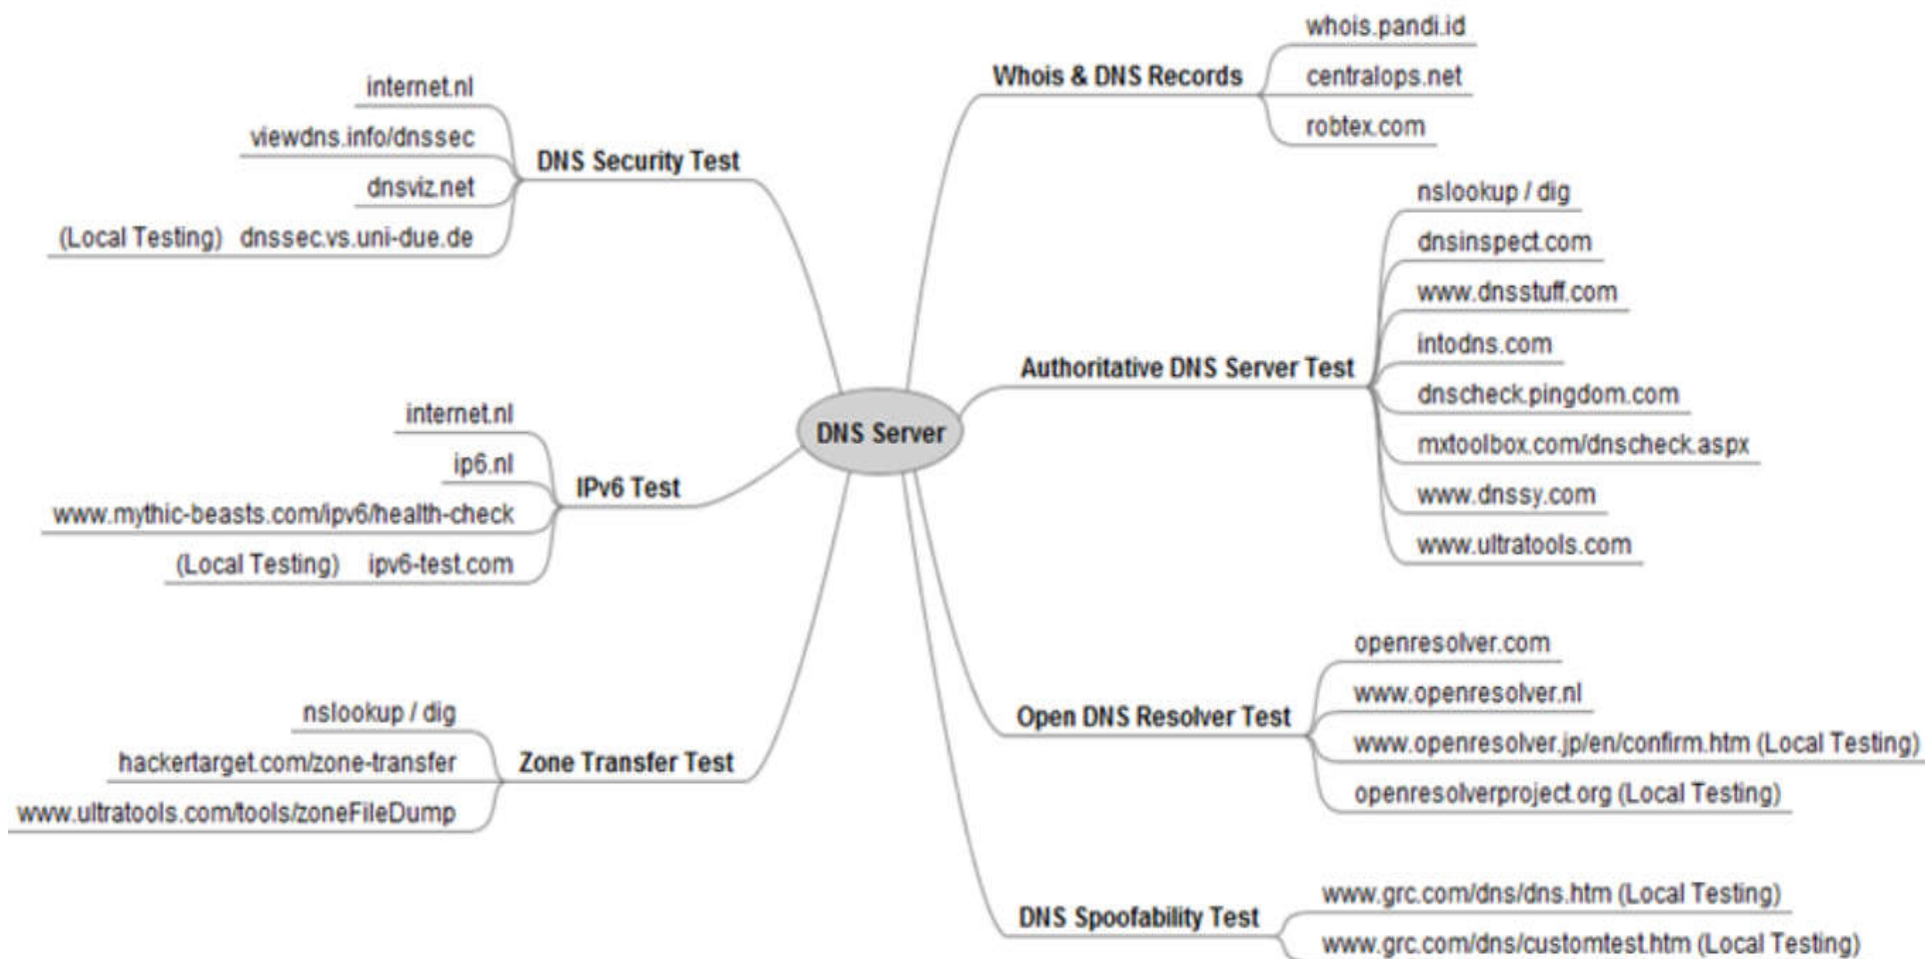 DNS Server
Whois & DNS Records
whois.pandi.id
centralops.net
robtex.com
Authoritative DNS Server Test
nslookup / dig
dnsinspect.com
www.dnsstuff.com
intodns.com
dnscheck.pingdom.com
mxtoolbox.com/dnscheck.aspx
www.dnssy.com
www.ultratools.com
Open DNS Resolver Test
openresolver.com
www.openresolver.nl
www.openresolver.jp/en/confirm.htm (Local Testing)
openresolverproject.org (Local Testing)
DNS Spoofability Test
www.grc.com/dns/dns.htm (Local Testing)
www.grc.com/dns/customtest.htm (Local Testing)
DNS Security Test
internet.nl
viewdns.info/dnssec
dnsviz.net
(Local Testing) dnssec.vs.uni-due.de
IPv6 Test
internet.nl
ip6.nl
www.mythic-beasts.com/ipv6/health-check
(Local Testing) ipv6-test.com
Zone Transfer Test
nslookup / dig
hackertarget.com/zone-transfer
www.ultratools.com/tools/zoneFileDump